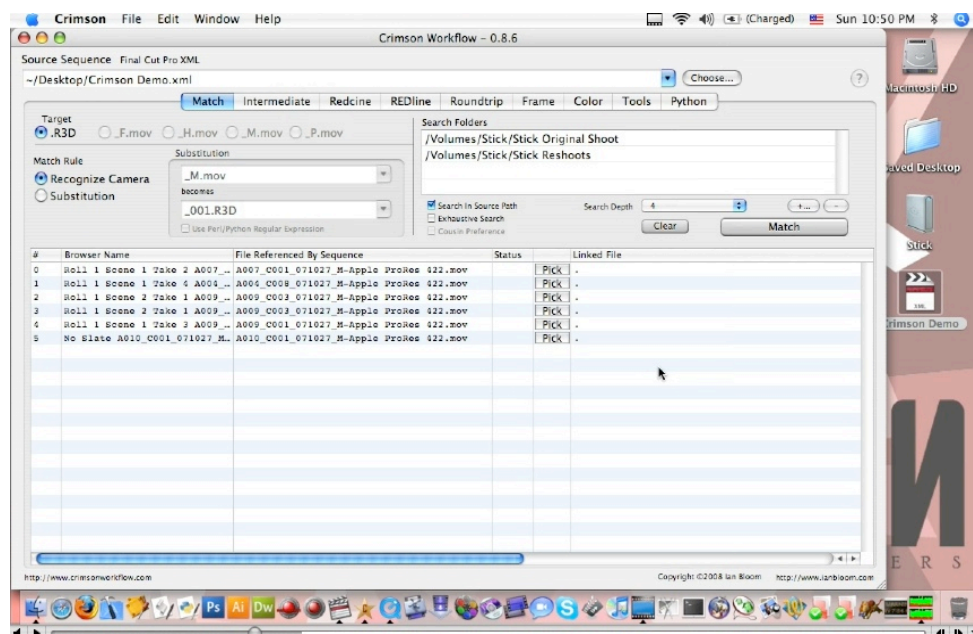 Crimson File Edit Window Help (Charged) Sun 10:50 PM
Crimson Workflow - 0.8.6
Source Sequence Final Cut Pro XML
~/Desktop/Crimson Demo.xml Choose... ?
Macintosh HD
Match Intermediate Redcine REDline Roundtrip Frame Color Tools Python
Target
.R3D _F.mov _H.mov _M.mov _P.mov
Match Rule
Recognize Camera
Substitution
Substitution
_M.mov
becomes
_001.R3D
Use Perl/Python Regular Expression
Search Folders
/Volumes/Stick/Stick Original Shoot
/Volumes/Stick/Stick Reshoots
Search In Source Path Search Depth 4 +... -
Exhaustive Search
Cousin Preference Clear Match
Saved Desktop
Stick
XML
Crimson Demo
# Browser Name File Referenced By Sequence Status Linked File
0 Roll 1 Scene 1 Take 2 A007_... A007_C001_071027_M-Apple ProRes 422.mov Pick .
1 Roll 1 Scene 1 Take 4 A004_... A004_C008_071027_M-Apple ProRes 422.mov Pick .
2 Roll 1 Scene 2 Take 1 A009_... A009_C003_071027_M-Apple ProRes 422.mov Pick .
3 Roll 1 Scene 2 Take 1 A009_... A009_C003_071027_M-Apple ProRes 422.mov Pick .
4 Roll 1 Scene 1 Take 3 A009_... A009_C001_071027_M-Apple ProRes 422.mov Pick .
5 No Slate A010_C001_071027_M... A010_C001_071027_M-Apple ProRes 422.mov Pick .
N
E R S
http://www.crimsonworkflow.com Copyright ©2008 Ian Bloom http://www.ianbloom.com
Ps Ai Dw S